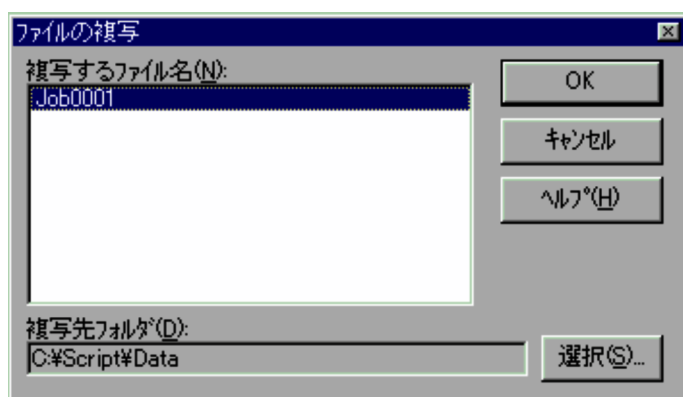 ファイルの複写
複写するファイル名(N):
Job0001
OK
キャンセル
ヘルプ(H)
複写先フォルダ(D):
C:¥Script¥Data
選択(S)...